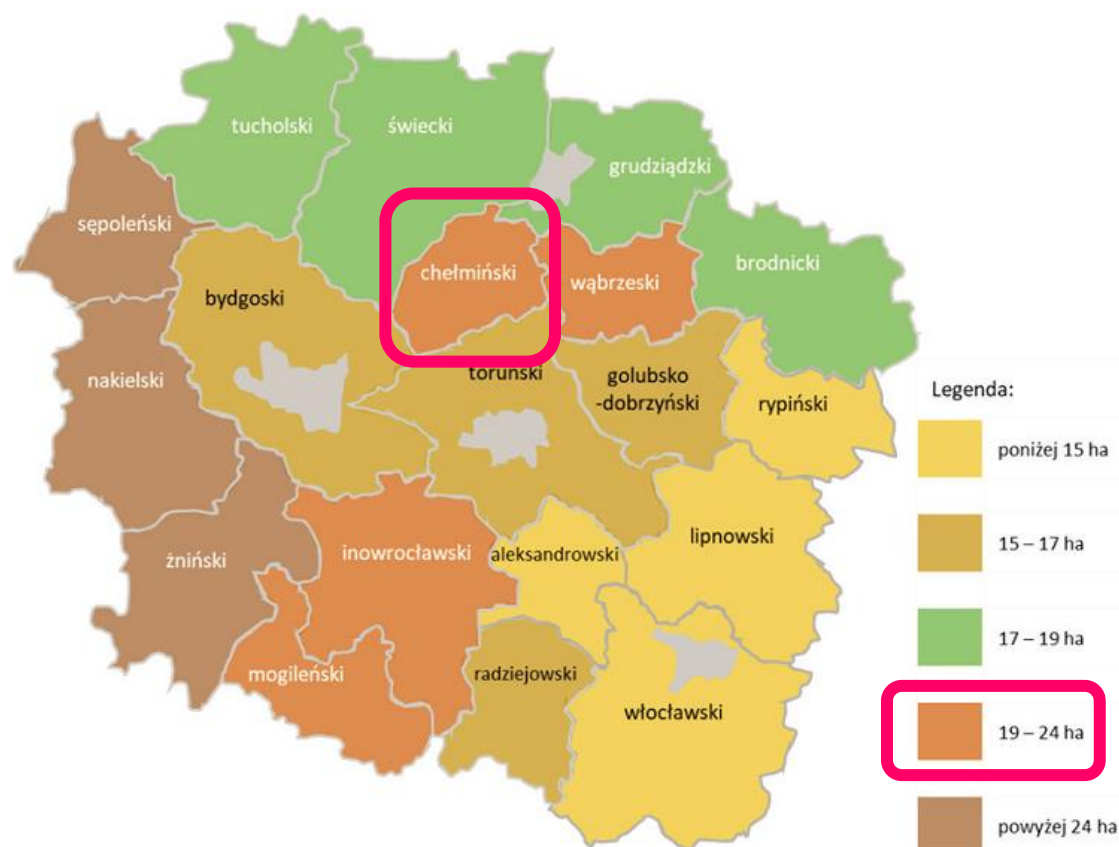 tucholski
świecki
grudziądzki
sępoleński
chełmiński
wąbrzeski
brodnicki
bydgoski
nakielski
toruński
golubsko
-dobrzyński
rypiński
żniński
inowrocławski
aleksandrowski
lipnowski
mogileński
radziejowski
włocławski
Legenda:
poniżej 15 ha
15 – 17 ha
17 – 19 ha
19 – 24 ha
powyżej 24 ha